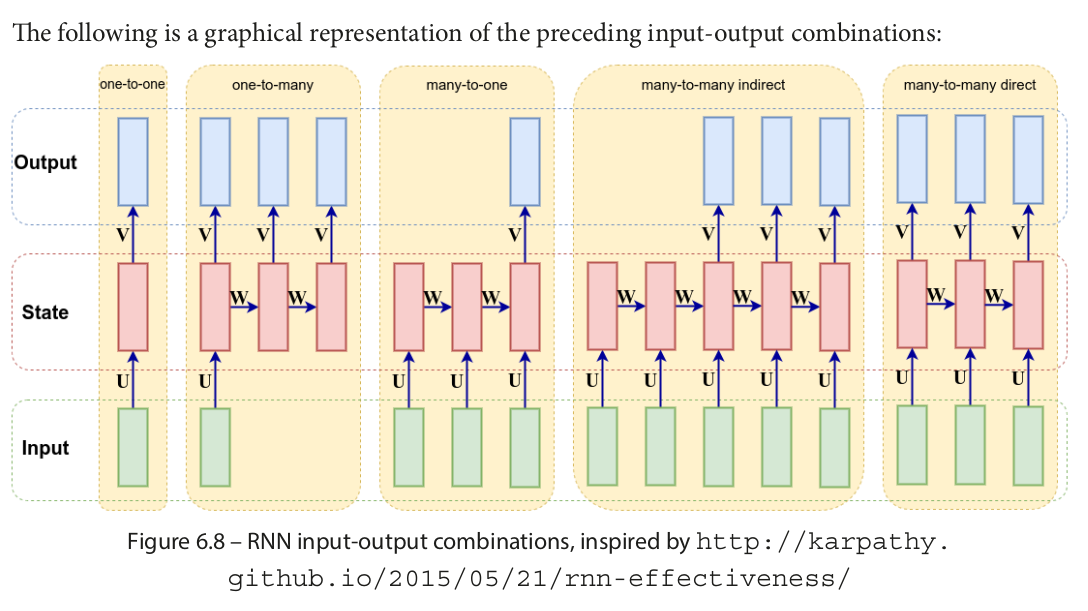 The following is a graphical representation of the preceding input-output combinations:
one-to-one one-to-many many-to-one many-to-many indirect many-to-many direct
Output
V V V V V V V V V V V
State
W W W W W W W W W W
U U U U U U U U U U U U U
Input
Figure 6.8 – RNN input-output combinations, inspired by http://karpathy.
github.io/2015/05/21/rnn-effectiveness/